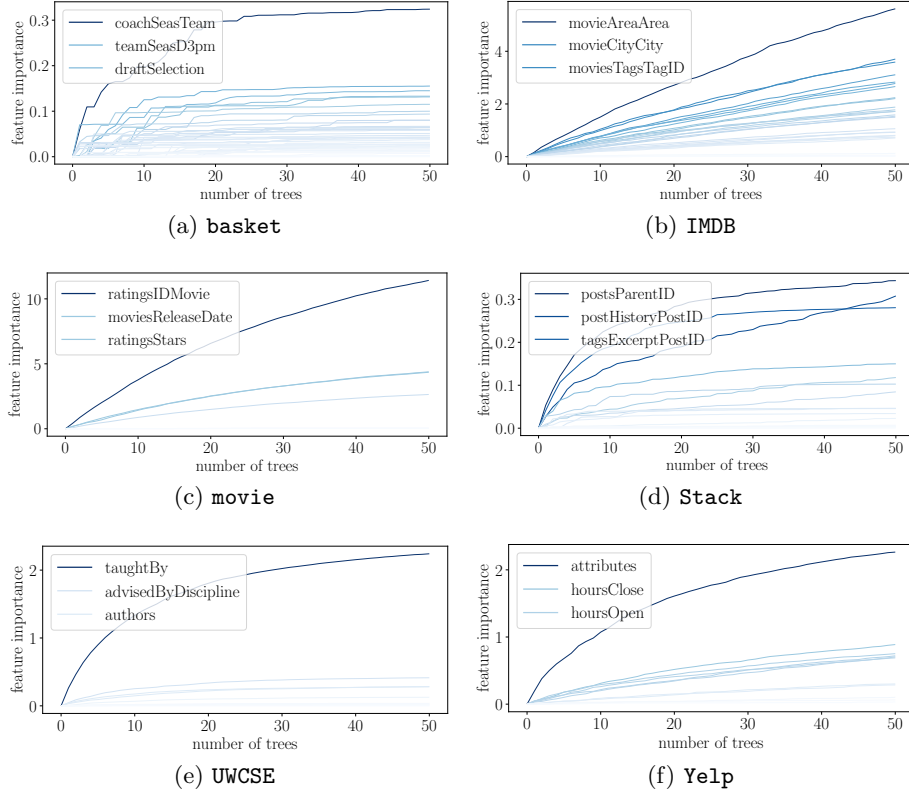 feature importance
0.3
0.2
0.1
0.0
coachSeasTeam
teamSeasD3pm
draftSelection
0 10 20 30 40 50
number of trees
(a) basket
feature importance
4
2
0
movieAreaArea
movieCityCity
moviesTagsTagID
0 10 20 30 40 50
number of trees
(b) IMDB
feature importance
10
5
0
ratingsIDMovie
moviesReleaseDate
ratingsStars
0 10 20 30 40 50
number of trees
(c) movie
feature importance
0.3
0.2
0.1
0.0
postsParentID
postHistoryPostID
tagsExcerptPostID
0 10 20 30 40 50
number of trees
(d) Stack
feature importance
2
1
0
taughtBy
advisedByDiscipline
authors
0 10 20 30 40 50
number of trees
(e) UWCSE
feature importance
2
1
0
attributes
hoursClose
hoursOpen
0 10 20 30 40 50
number of trees
(f) Yelp